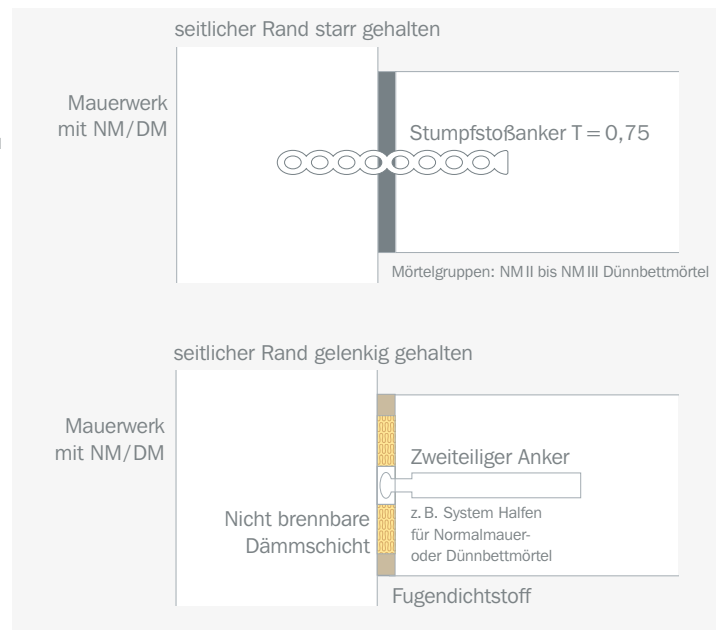 seitlicher Rand starr gehalten
Mauerwerk
mit NM/DM
Stumpfstoßanker T = 0,75
Mörtelgruppen: NM II bis NM III Dünnbettmörtel
seitlicher Rand gelenkig gehalten
Mauerwerk
mit NM/DM
Zweiteiliger Anker
z. B. System Halfen
für Normalmauer-
oder Dünnbettmörtel
Nicht brennbare
Dämmschicht
Fugendichtstoff